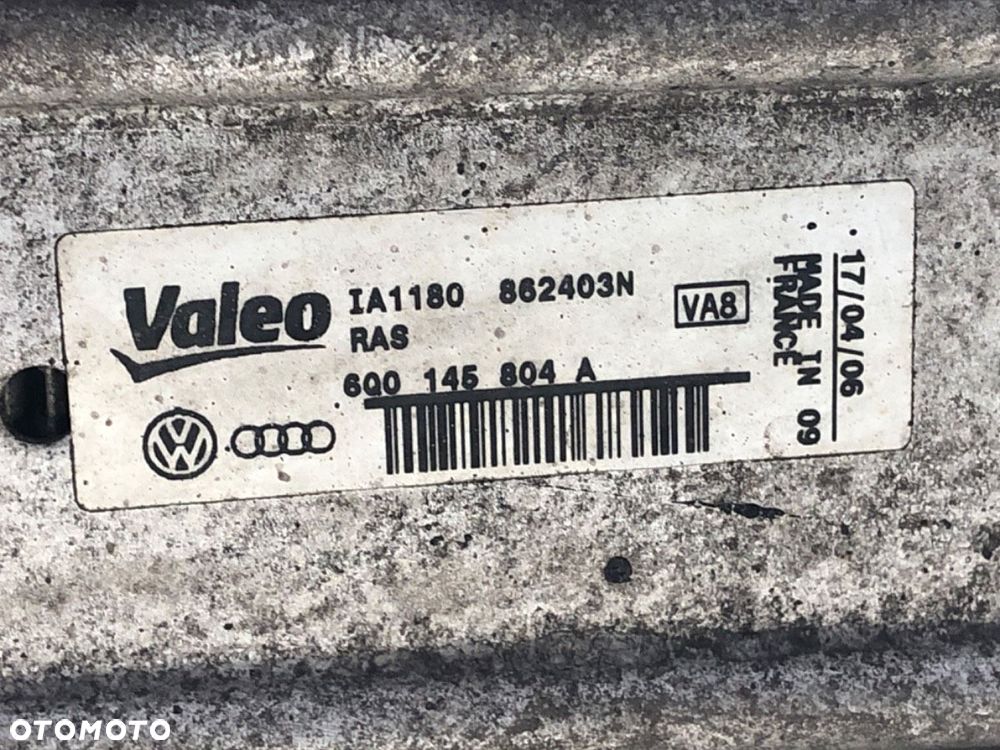 Valeo
IA1180 862403N
RAS
VA8
6Q0 145 804 A
17/04/06
MADE IN 09
FRANCE
OTOMOTO